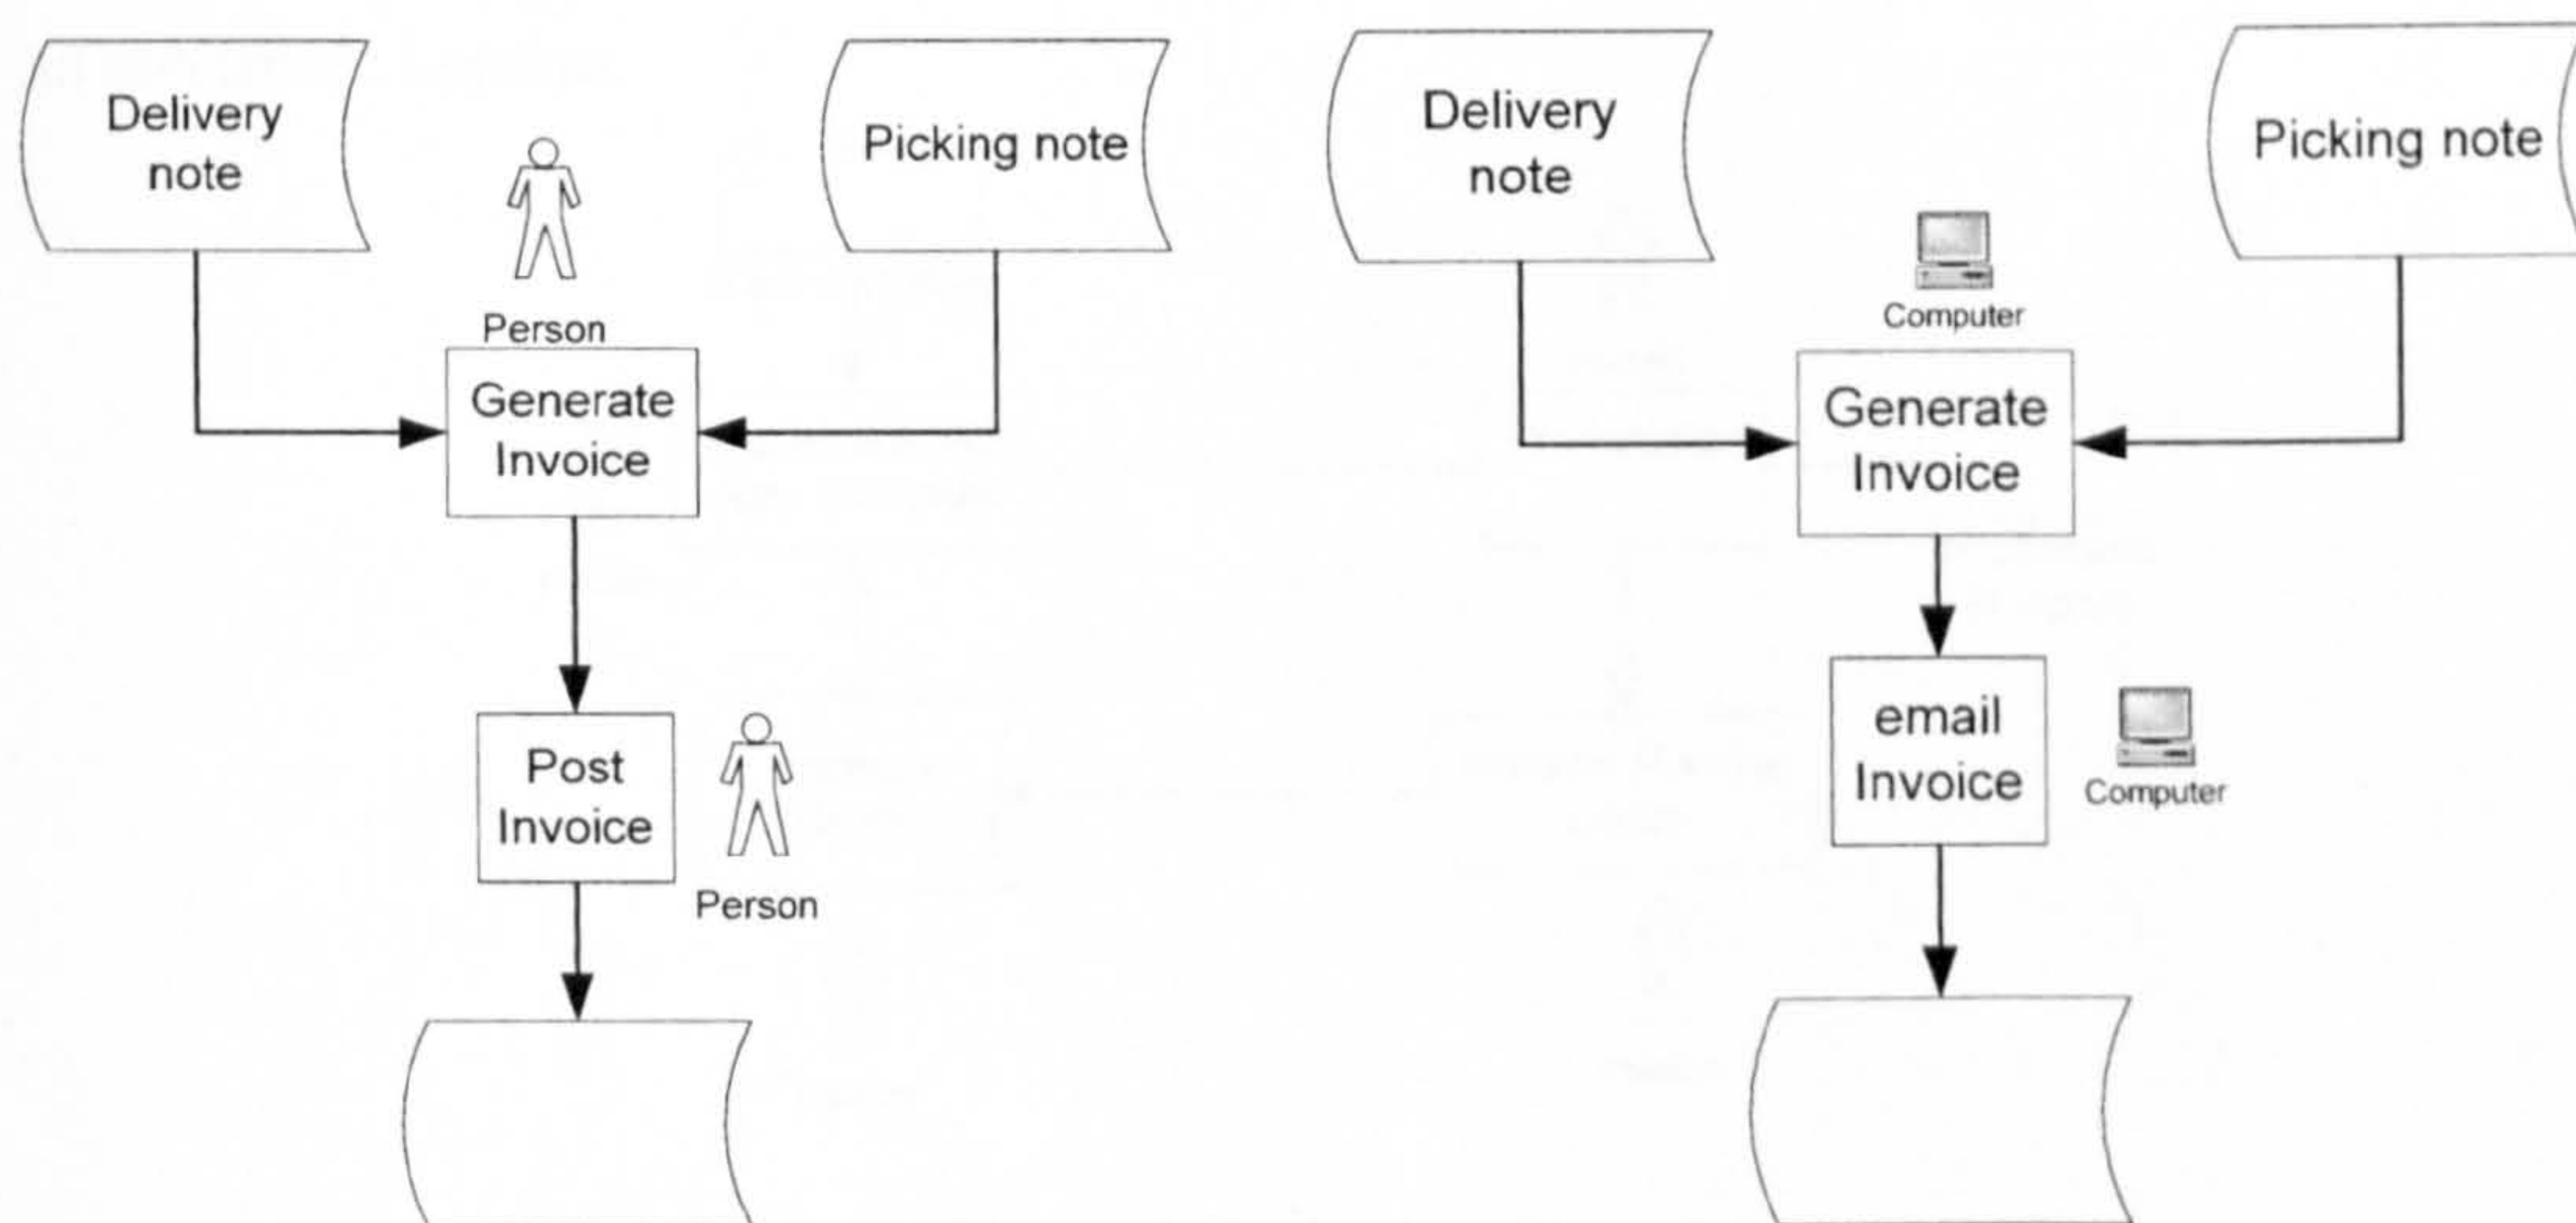 Delivery
note
Person
Picking note
Generate
Invoice
Post
Invoice
Person
Delivery
note
Computer
Picking note
Generate
Invoice
email
Invoice
Computer